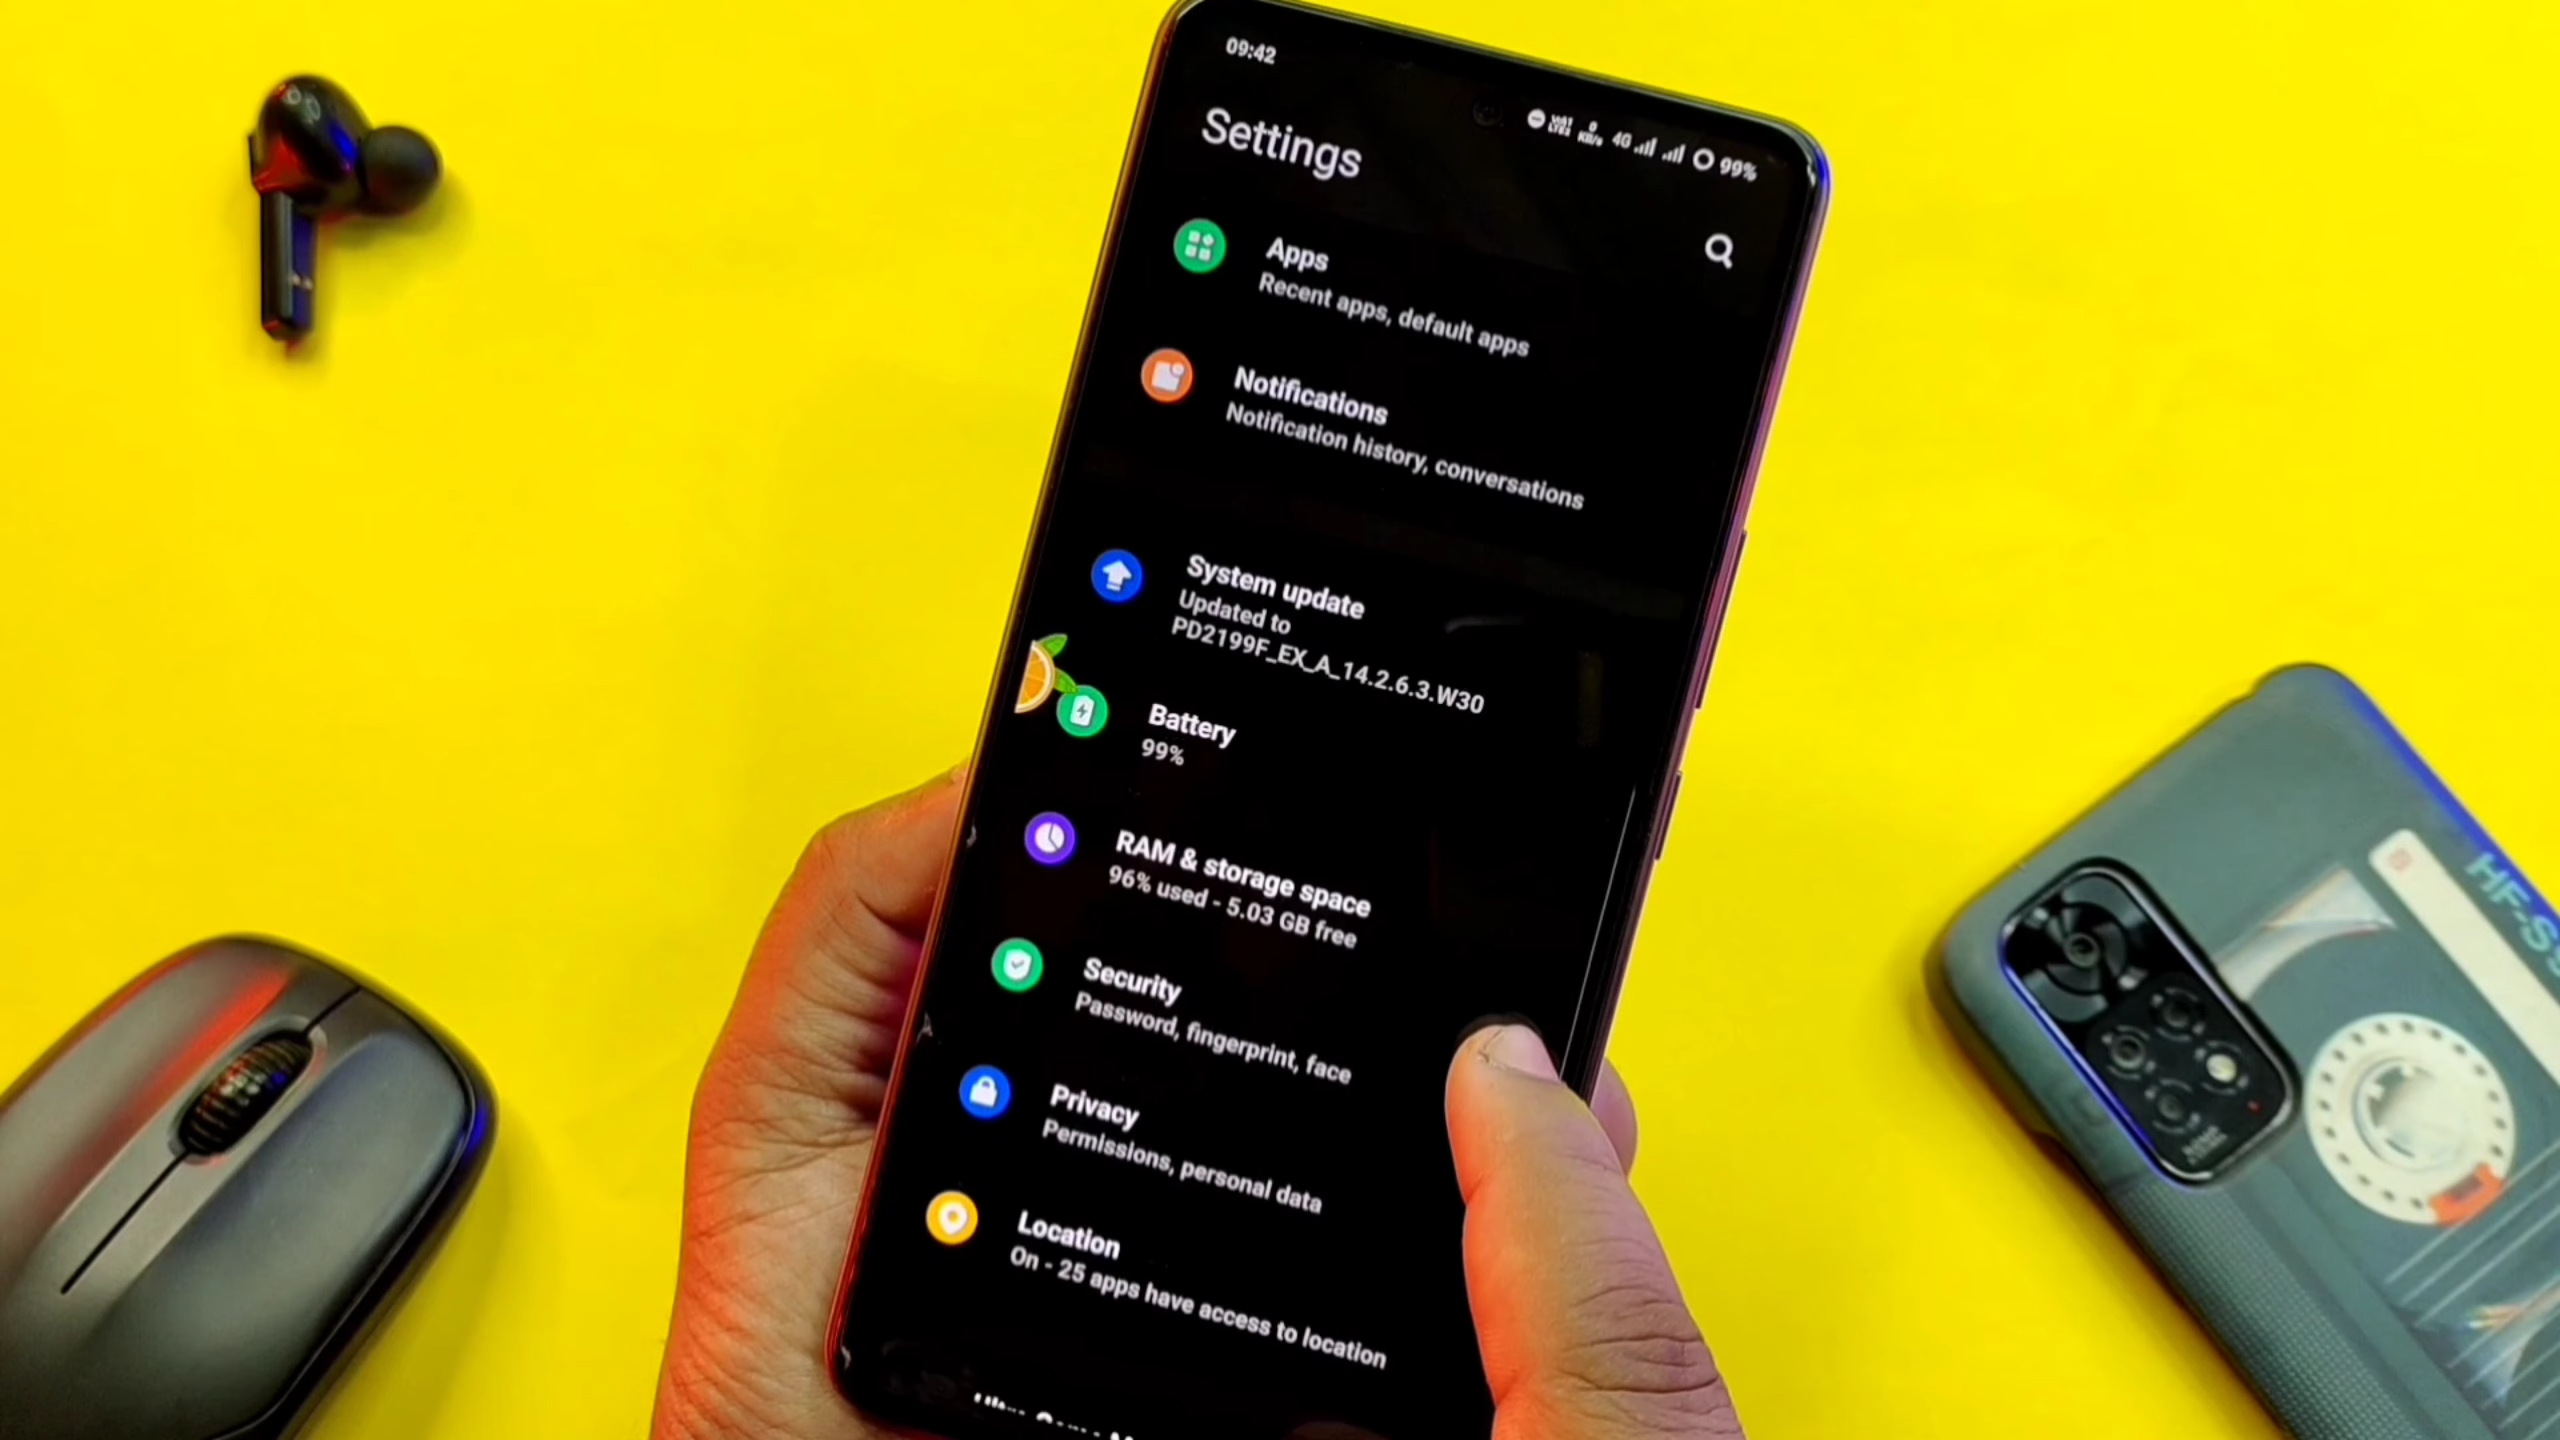 09:42
4G 99%
Settings
Apps
Recent apps, default apps
Notifications
Notification history, conversations
System update
Updated to
PD2199F_EX_A_14.2.6.3.W30
Battery
99%
RAM & storage space
96% used - 5.03 GB free
Security
Password, fingerprint, face
Privacy
Permissions, personal data
Location
On - 25 apps have access to location